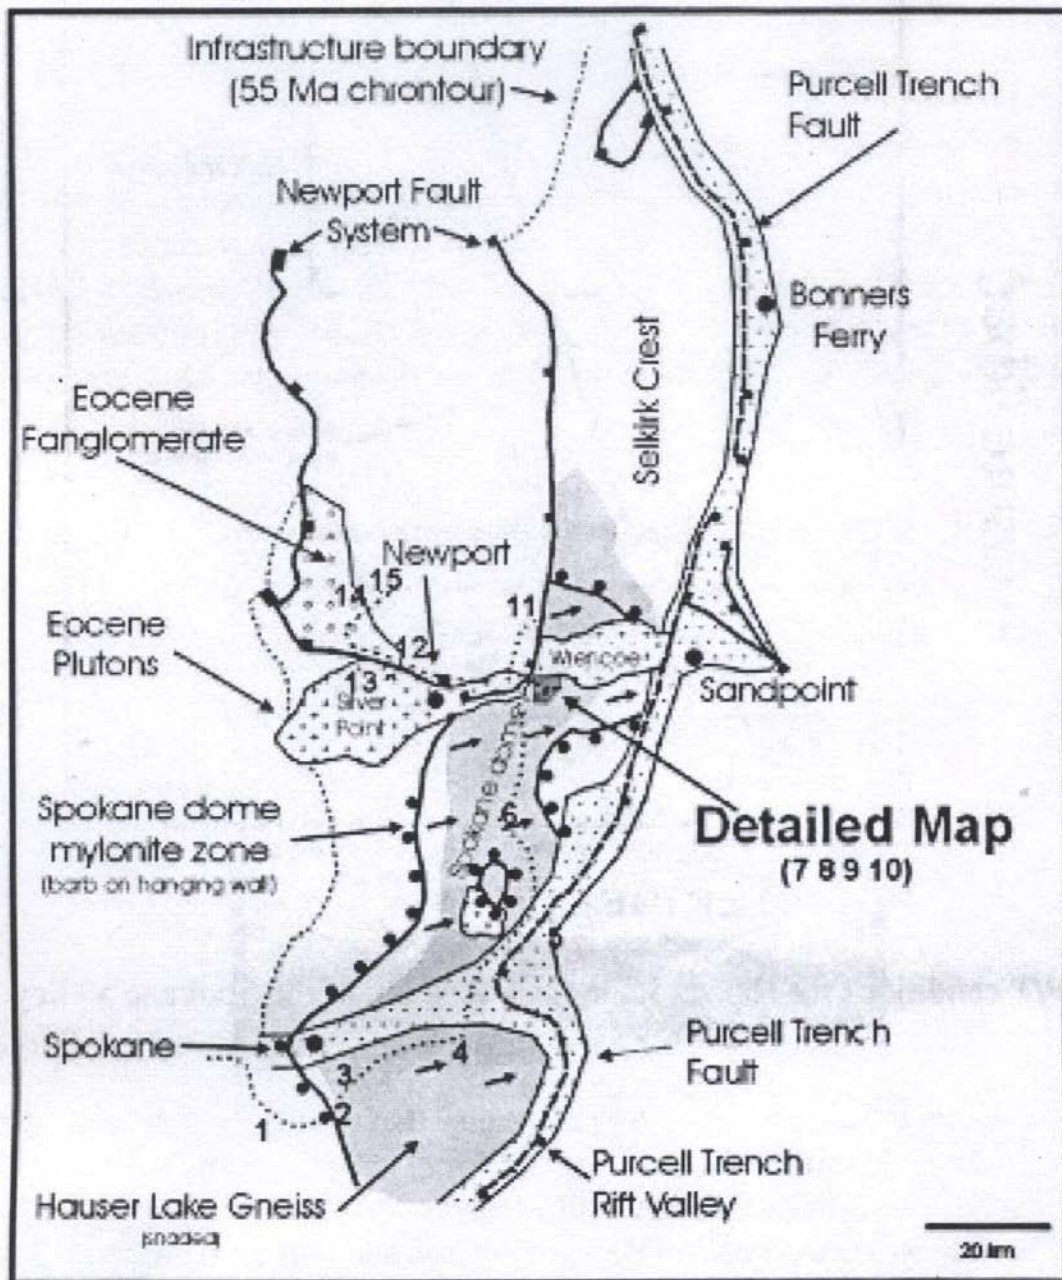 Infrastructure boundary
(55 Ma chrontour)
Purcell Trench
Fault
Newport Fault
System
Bonners
Ferry
Selkirk Crest
Eocene
Fanglomerate
Newport
15
14
11
12
Eocene
Plutons
13
Silver
Point
Wrencoe
Sandpoint
Spokane dome
Spokane dome
mylonite zone
(barb on hanging wall)
6
Detailed Map
(7 8 9 10)
5
Spokane
4
3
2
1
Purcell Trench
Fault
Hauser Lake Gneiss
(shaded)
Purcell Trench
Rift Valley
20 km